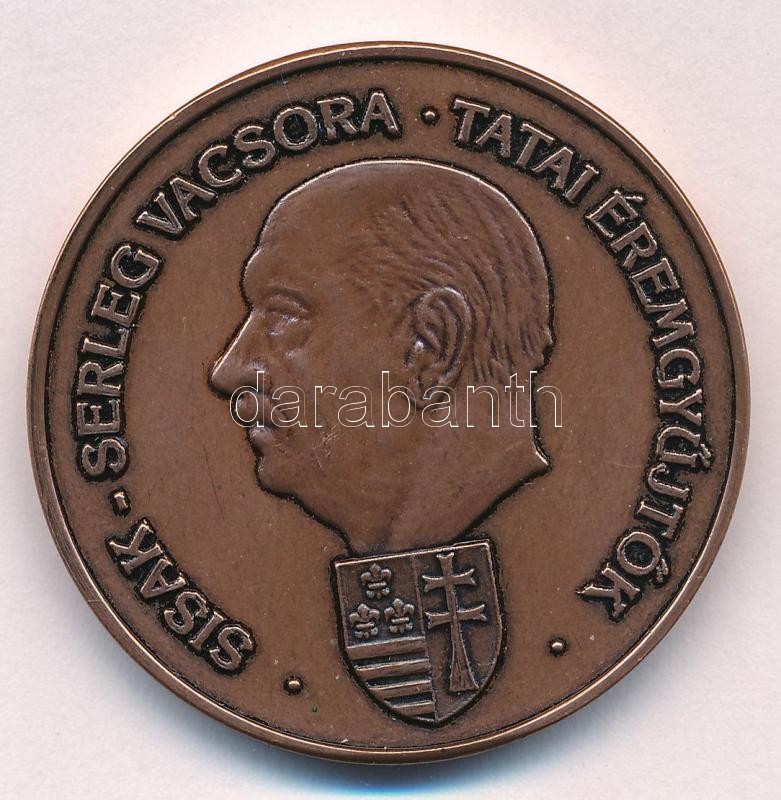 SISAK - SERLEG VACSORA · TATAI ÉREMGYŰJTŐK ·
darabanth